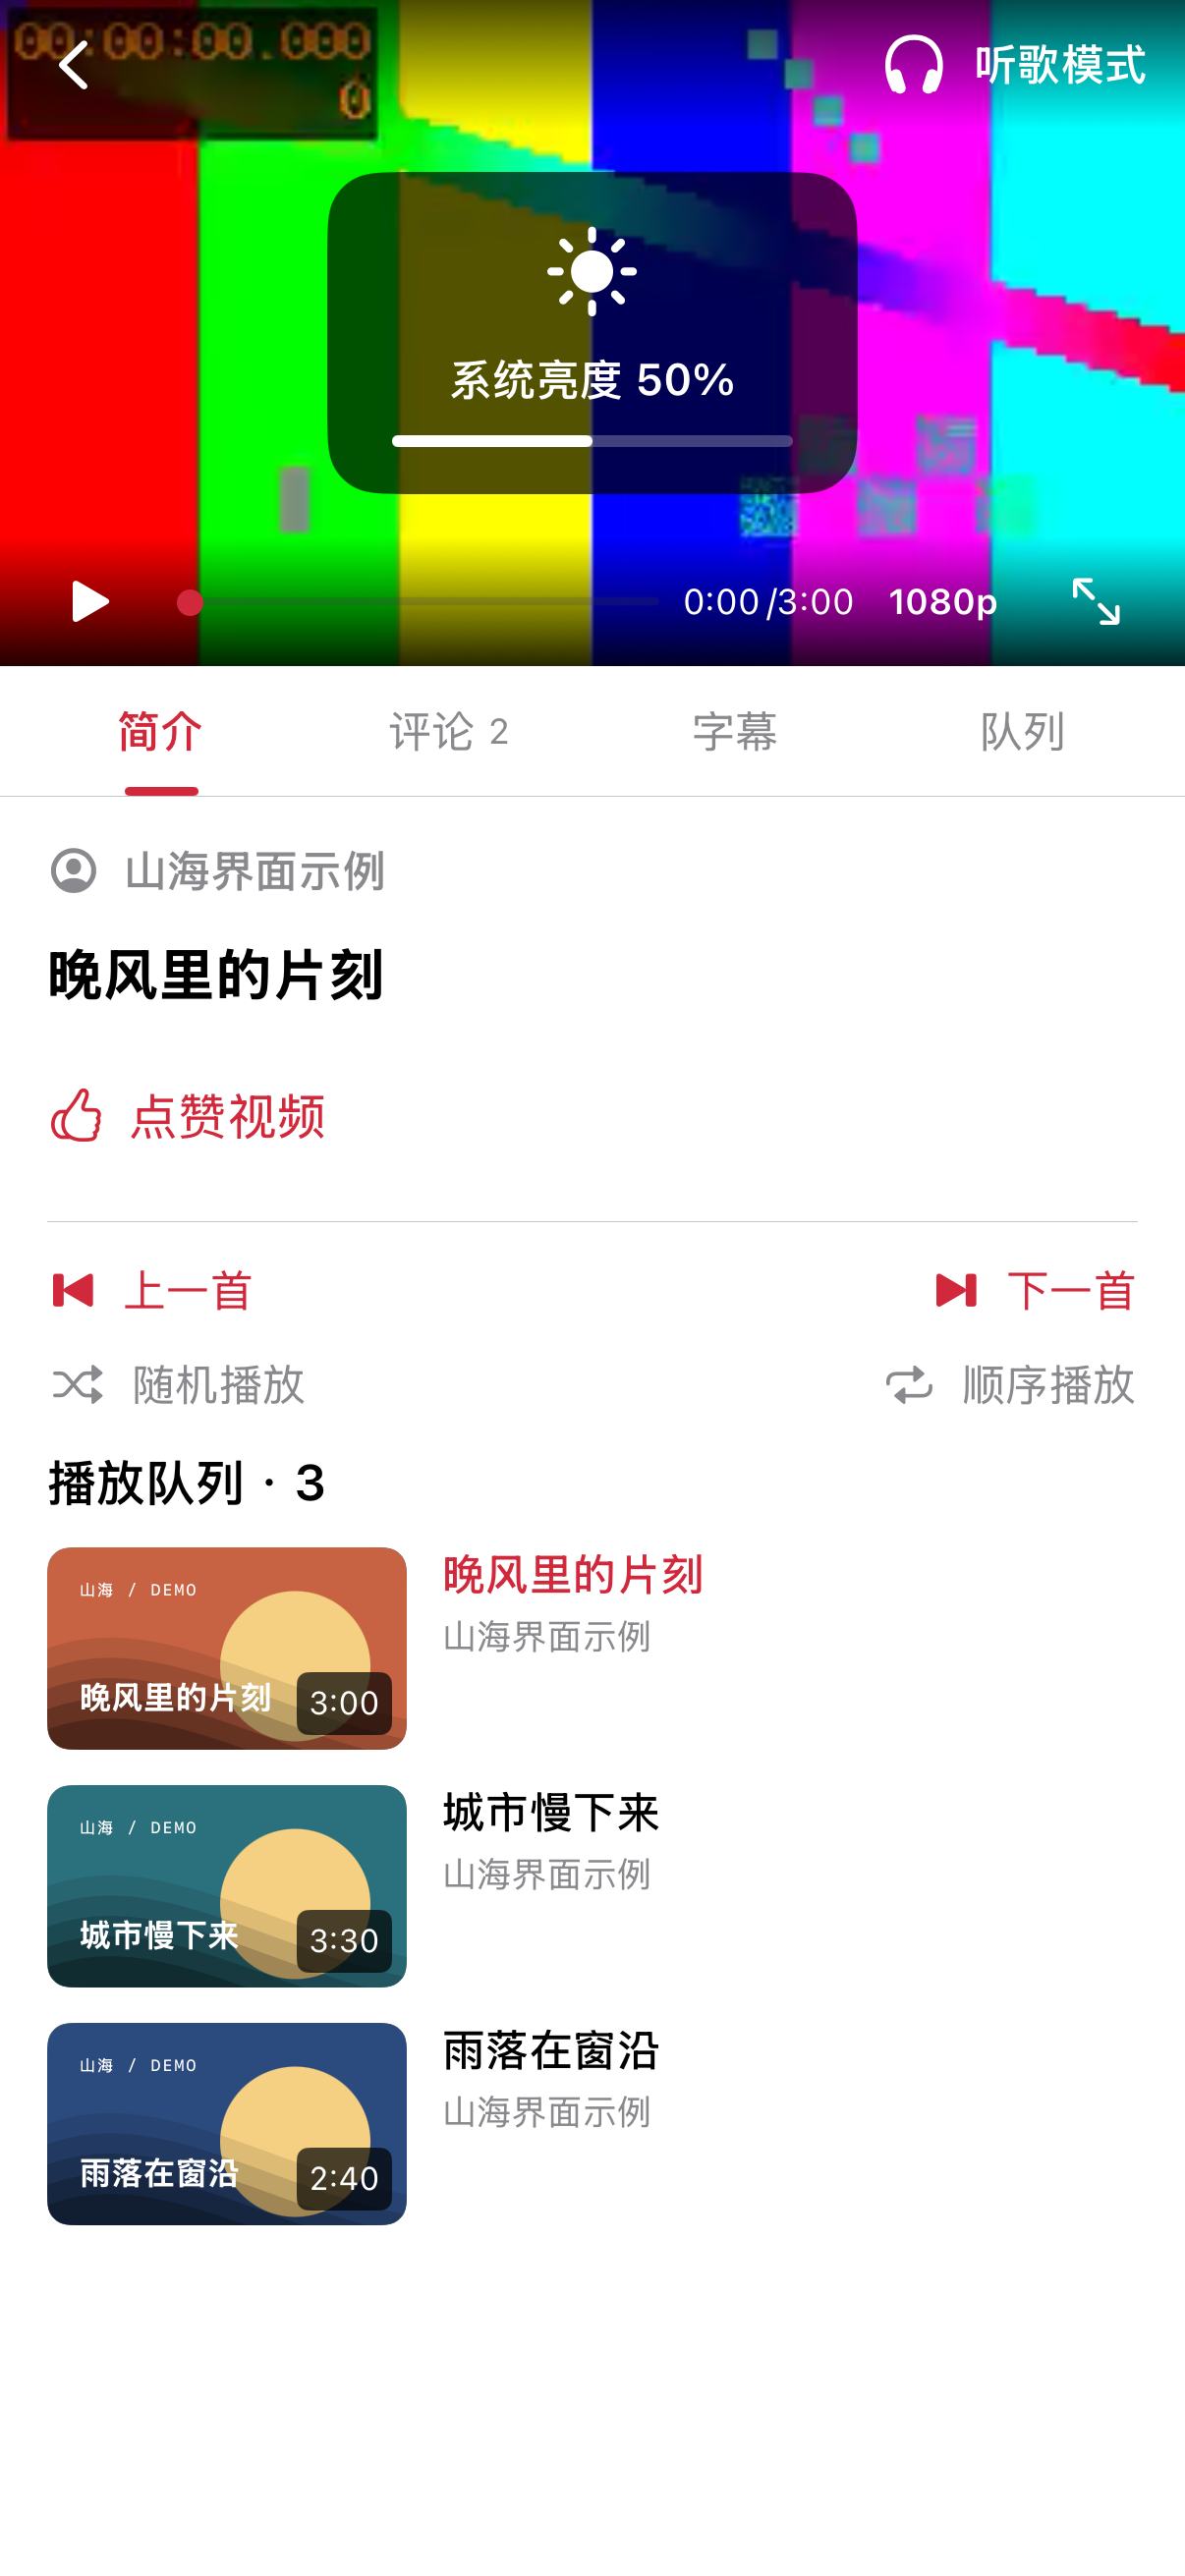 00:00:00.000
0
听歌模式
系统亮度 50%
0:00 /3:00 1080p
简介 评论 2 字幕 队列
山海界面示例
晚风里的片刻
点赞视频
上一首 下一首
随机播放 顺序播放
播放队列 · 3
山海 / DEMO
晚风里的片刻 3:00
晚风里的片刻
山海界面示例
山海 / DEMO
城市慢下来 3:30
城市慢下来
山海界面示例
山海 / DEMO
雨落在窗沿 2:40
雨落在窗沿
山海界面示例